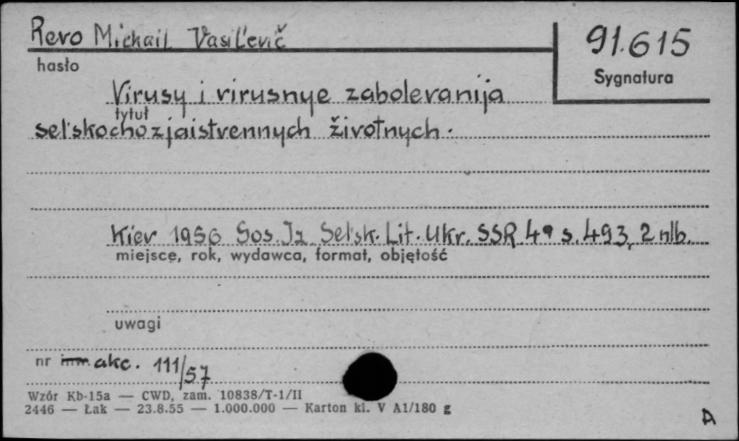 Revo Michail Vasil'evič
91.615
hasło
Sygnatura
Virusy i virusnye zabolevanija
tytuł
sel'skochozjaistvennych životnych.
Kiev 1956 Gos. Iz. Sel'sk. Lit. Ukr. SSR 4° s. 493, 2 nlb.
miejsce, rok, wydawca, format, objętość
uwagi
nr inw. akc. 111/57
Wzór Kb-15a — CWD, zam. 10838/T-1/II
2446 — Łak — 23.8.55 — 1.000.000 — Karton kl. V A1/180 g
A